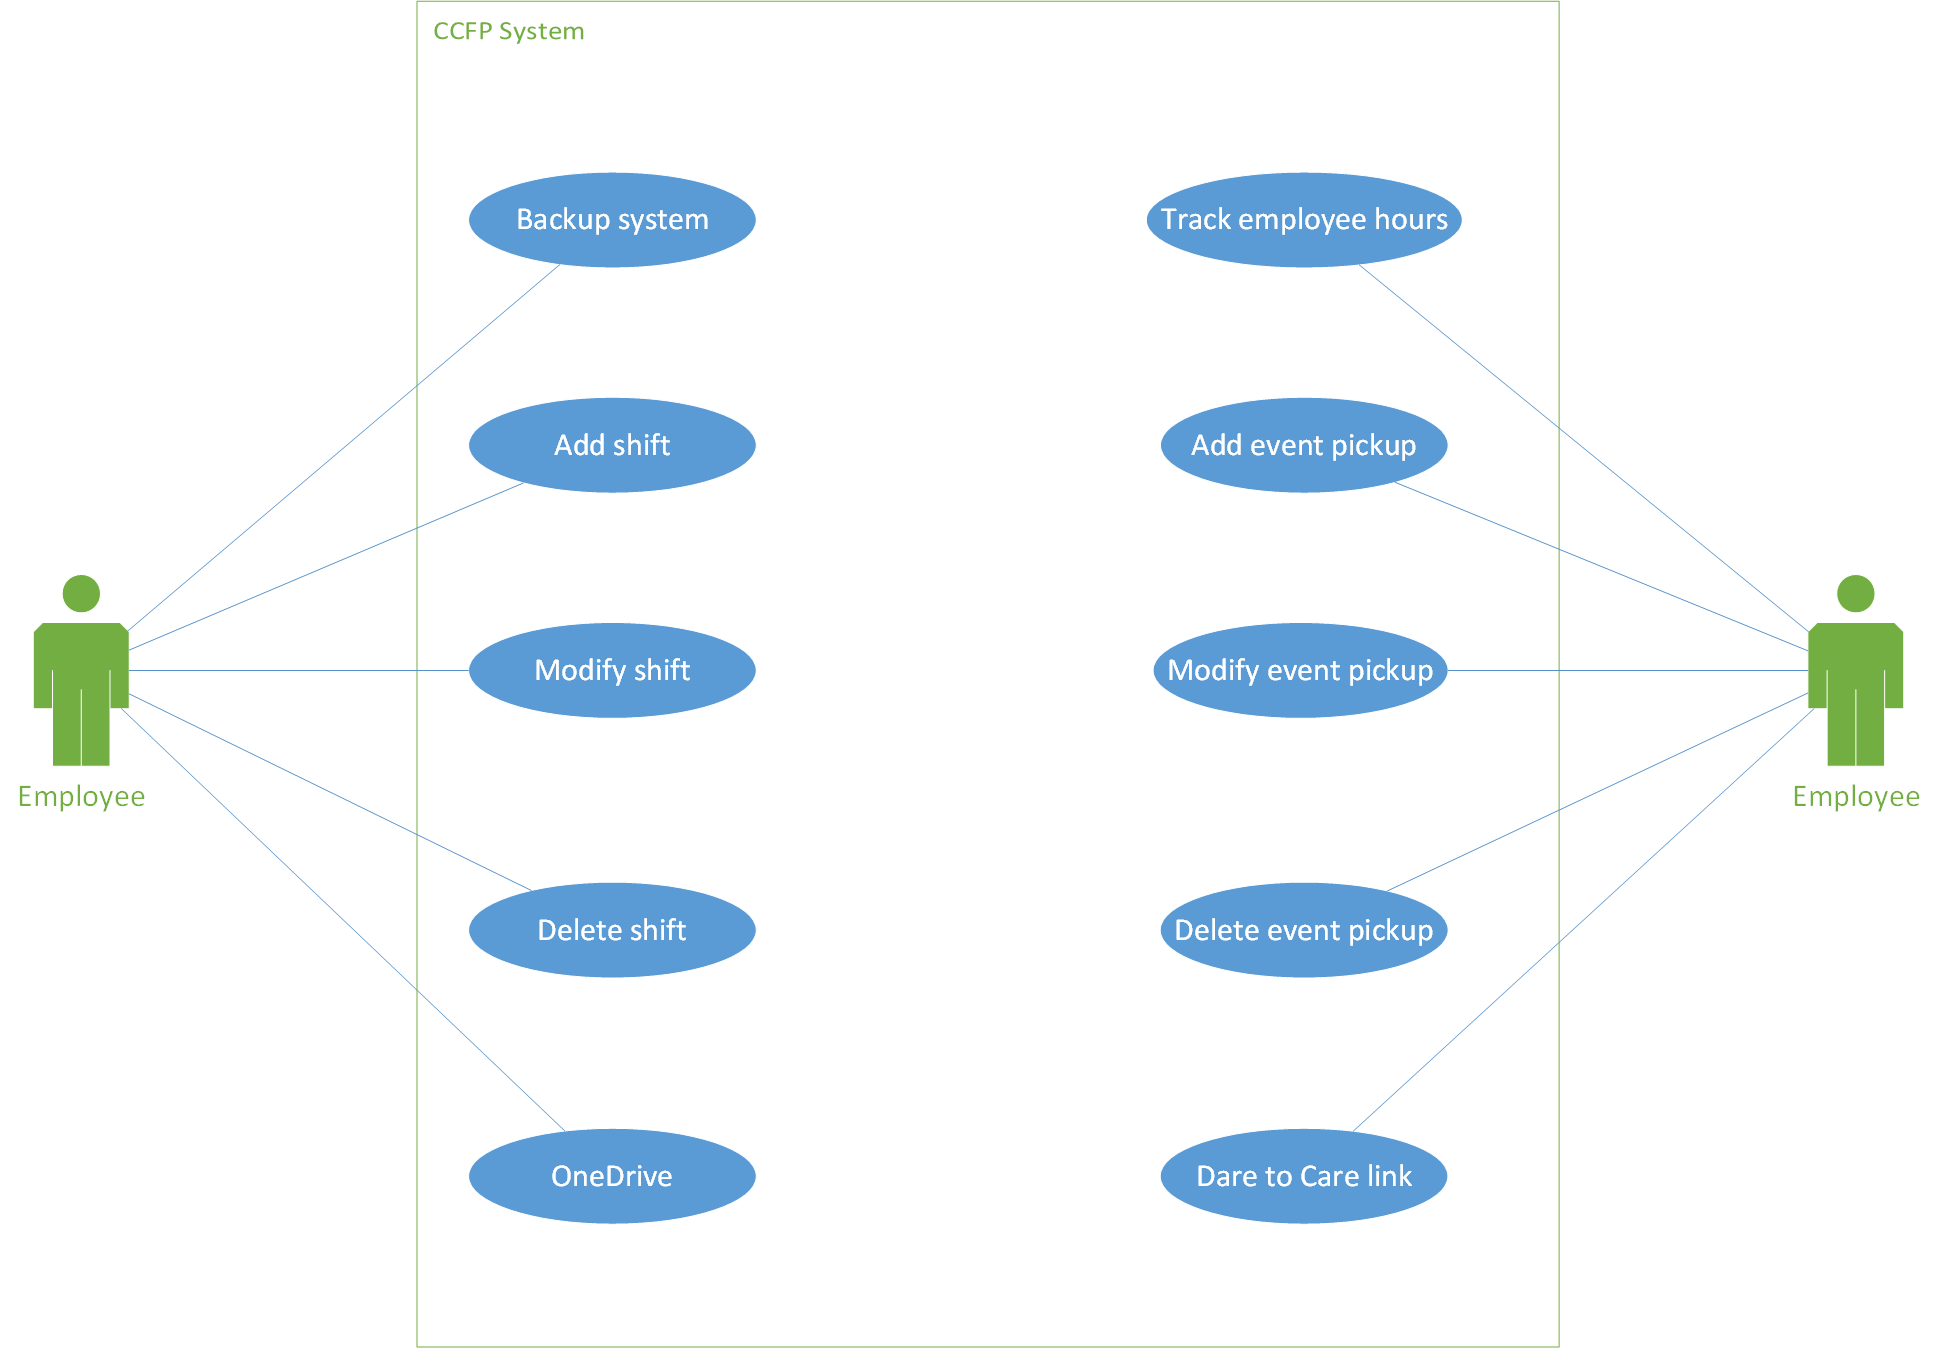 CCFP System
Backup system
Track employee hours
Add shift
Add event pickup
Modify shift
Modify event pickup
Employee
Employee
Delete shift
Delete event pickup
OneDrive
Dare to Care link